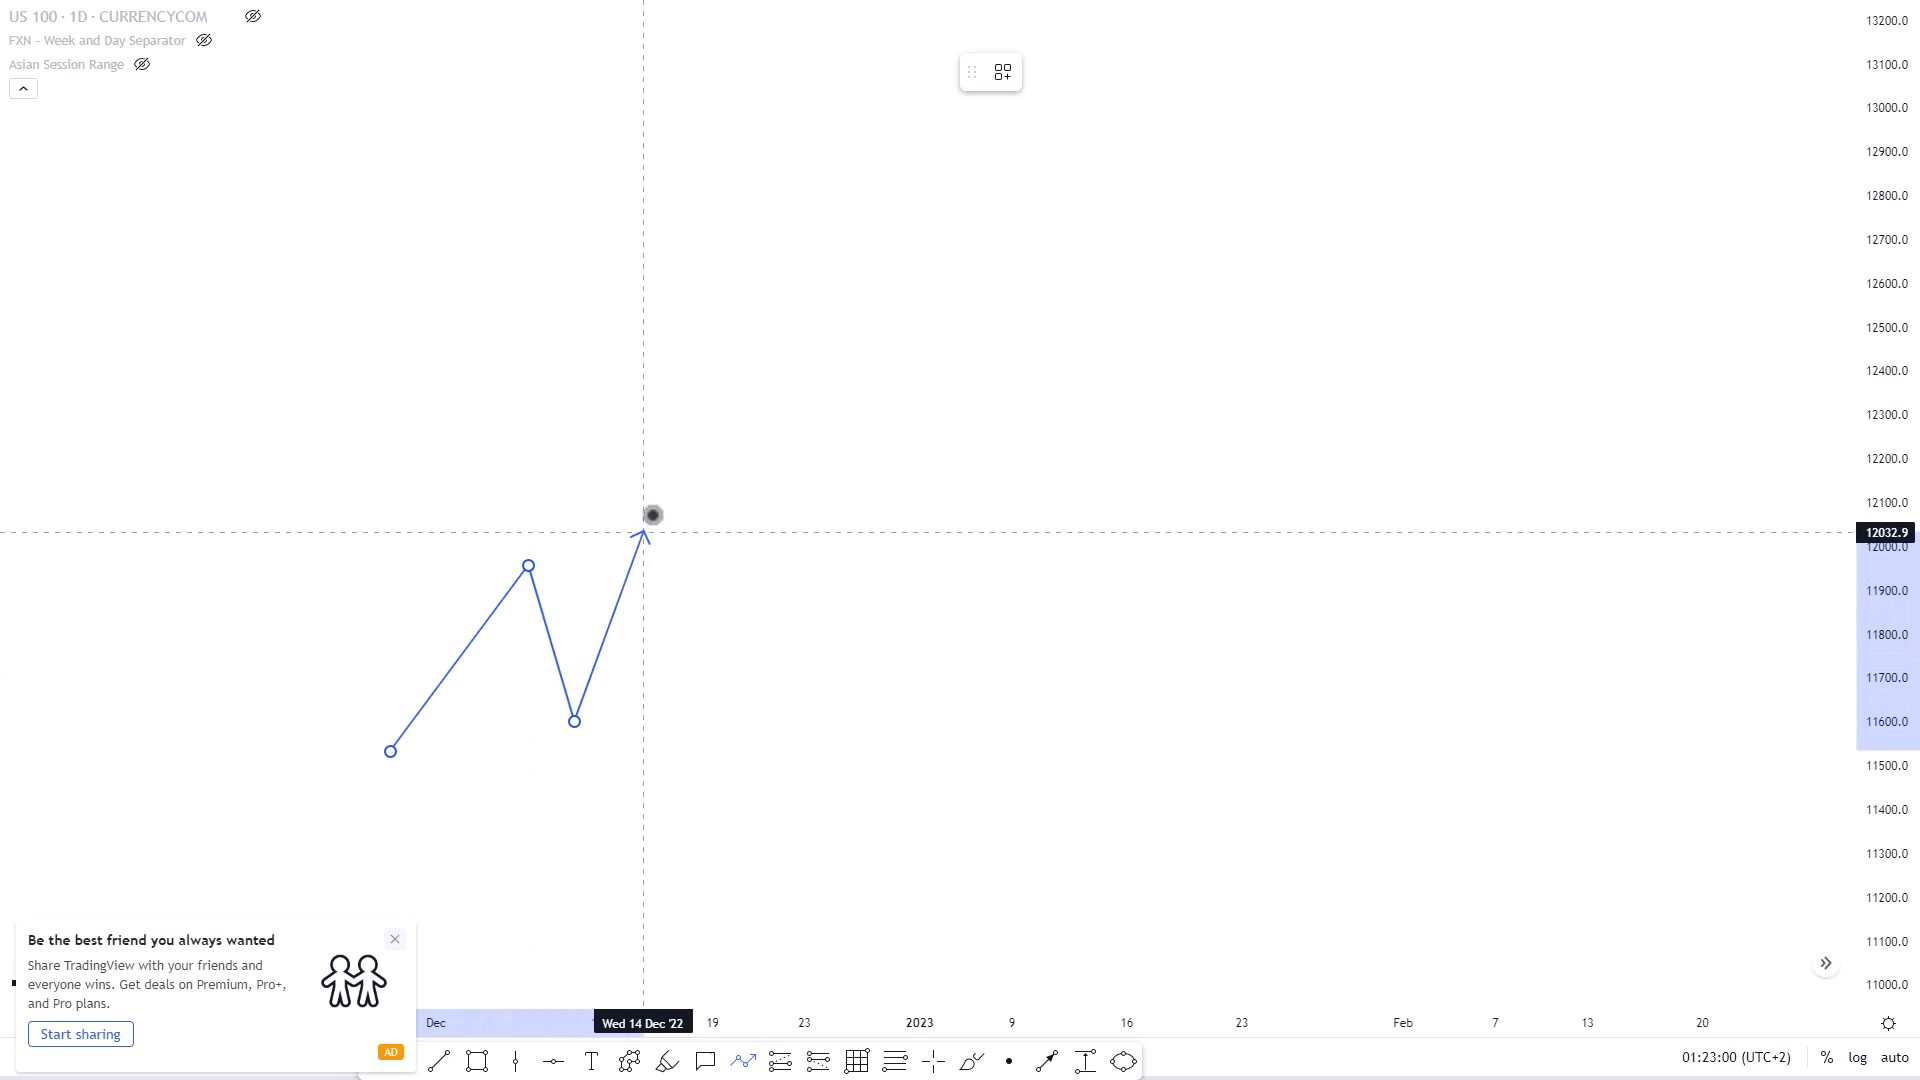 US 100 · 1D · CURRENCYCOM
FXN - Week and Day Separator
Asian Session Range
13200.0
13100.0
13000.0
12900.0
12800.0
12700.0
12600.0
12500.0
12400.0
12300.0
12200.0
12100.0
12032.9
12000.0
11900.0
11800.0
11700.0
11600.0
11500.0
11400.0
11300.0
11200.0
11100.0
11000.0
Be the best friend you always wanted
Share TradingView with your friends and
everyone wins. Get deals on Premium, Pro+,
and Pro plans.
Start sharing
AD
Dec Wed 14 Dec '22 19 23 2023 9 16 23 Feb 7 13 20
01:23:00 (UTC+2) % log auto